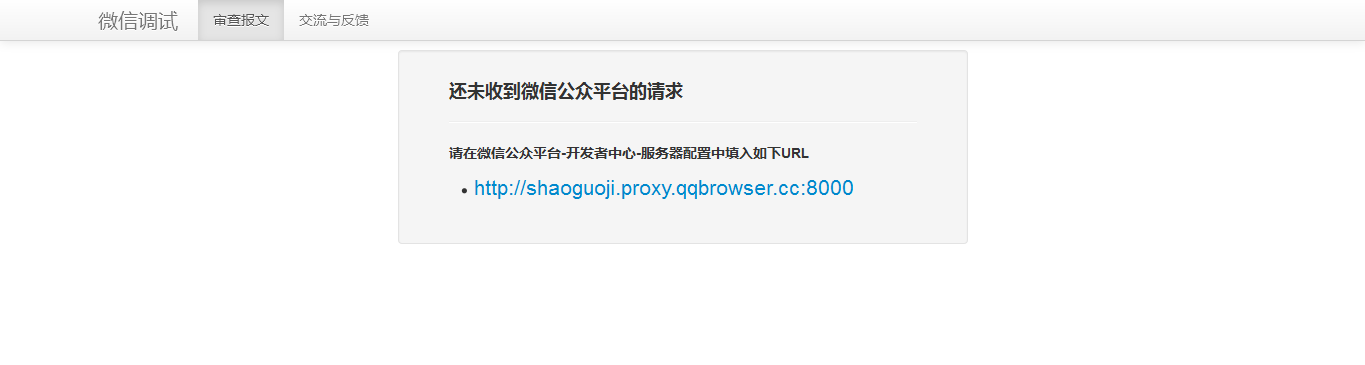 微信调试 审查报文 交流与反馈
还未收到微信公众平台的请求
请在微信公众平台-开发者中心-服务器配置中填入如下URL
• http://shaoguoji.proxy.qqbrowser.cc:8000